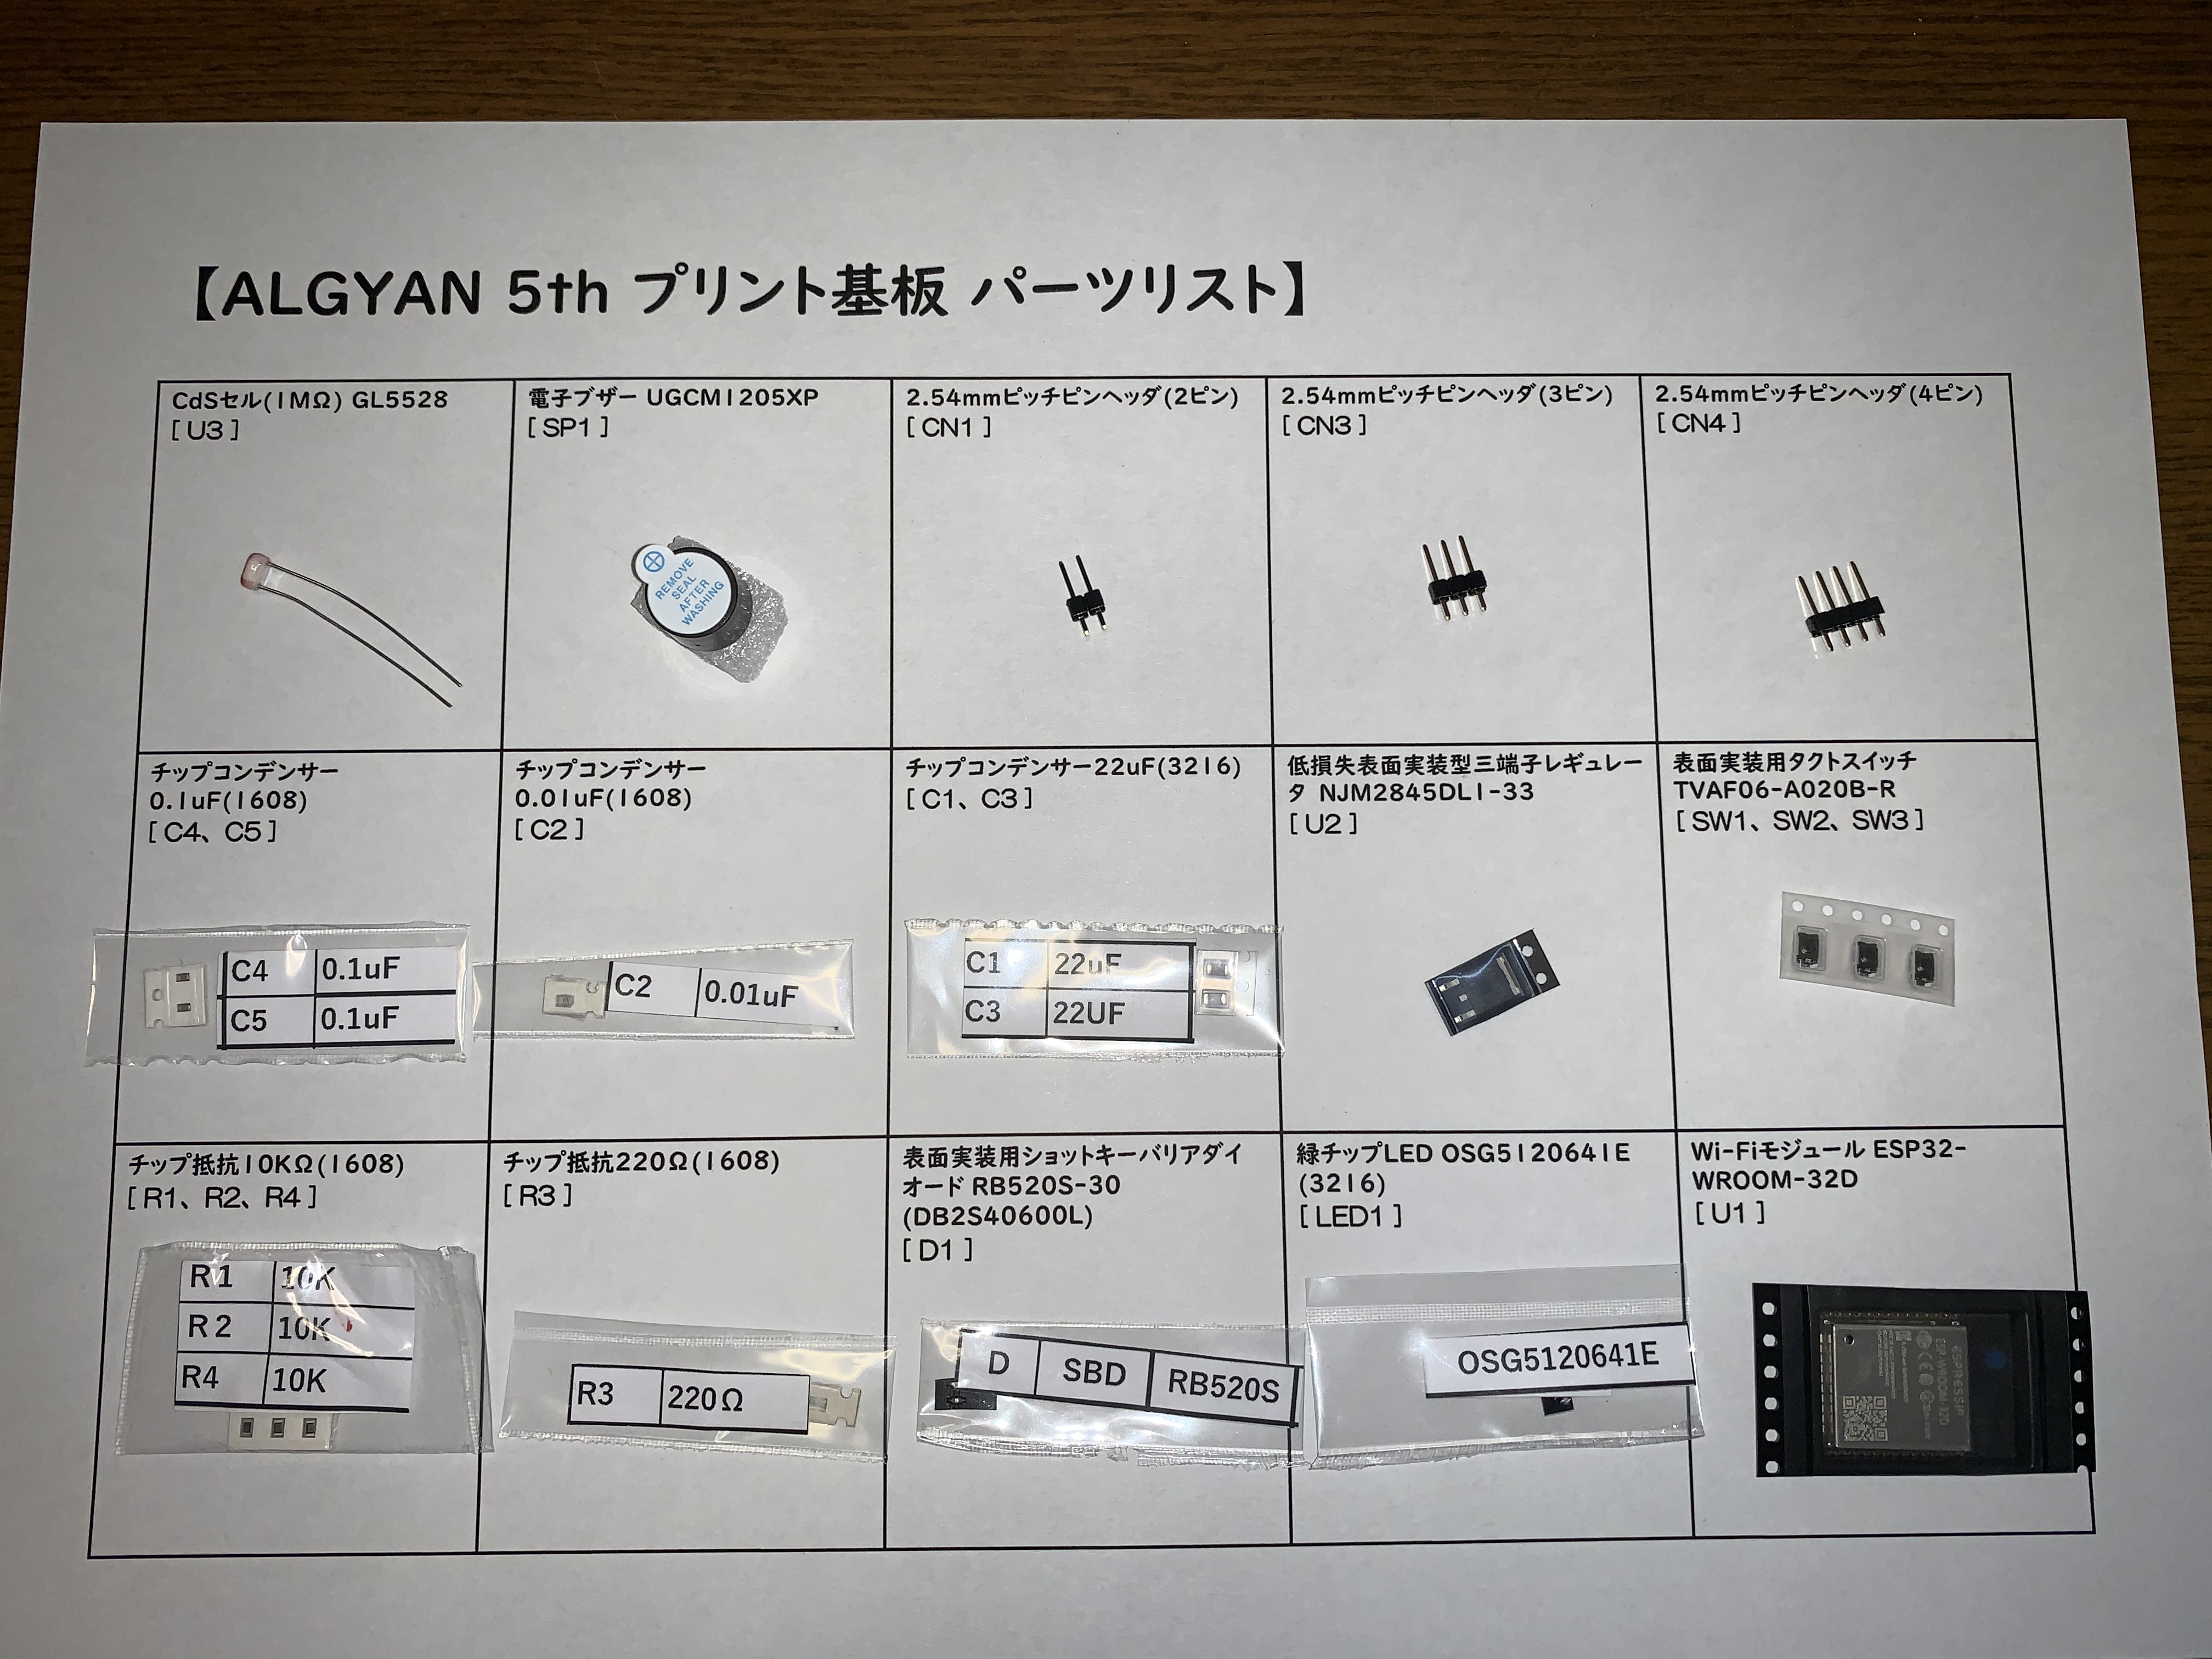 【ALGYAN 5th プリント基板 パーツリスト】
CdSセル(1MΩ) GL5528
[ U3 ]
電子ブザー UGCM1205XP
[ SP1 ]
REMOVE
SEAL
AFTER
WASHING
2.54mmピッチピンヘッダ(2ピン)
[ CN1 ]
2.54mmピッチピンヘッダ(3ピン)
[ CN3 ]
2.54mmピッチピンヘッダ(4ピン)
[ CN4 ]
チップコンデンサー
0.1uF(1608)
[ C4、C5 ]
C4 0.1uF
C5 0.1uF
チップコンデンサー
0.01uF(1608)
[ C2 ]
C2 0.01uF
チップコンデンサー22uF(3216)
[ C1、C3 ]
C1 22uF
C3 22UF
低損失表面実装型三端子レギュレー
タ NJM2845DL1-33
[ U2 ]
表面実装用タクトスイッチ
TVAF06-A020B-R
[ SW1、SW2、SW3 ]
チップ抵抗10KΩ(1608)
[ R1、R2、R4 ]
R1 10K
R2 10K
R4 10K
チップ抵抗220Ω(1608)
[ R3 ]
R3 220Ω
表面実装用ショットキーバリアダイ
オード RB520S-30
(DB2S40600L)
[ D1 ]
D SBD RB520S
緑チップLED OSG5120641E
(3216)
[ LED1 ]
OSG5120641E
Wi-Fiモジュール ESP32-
WROOM-32D
[ U1 ]
ESPRESSIF
ESP-WROOM-32D